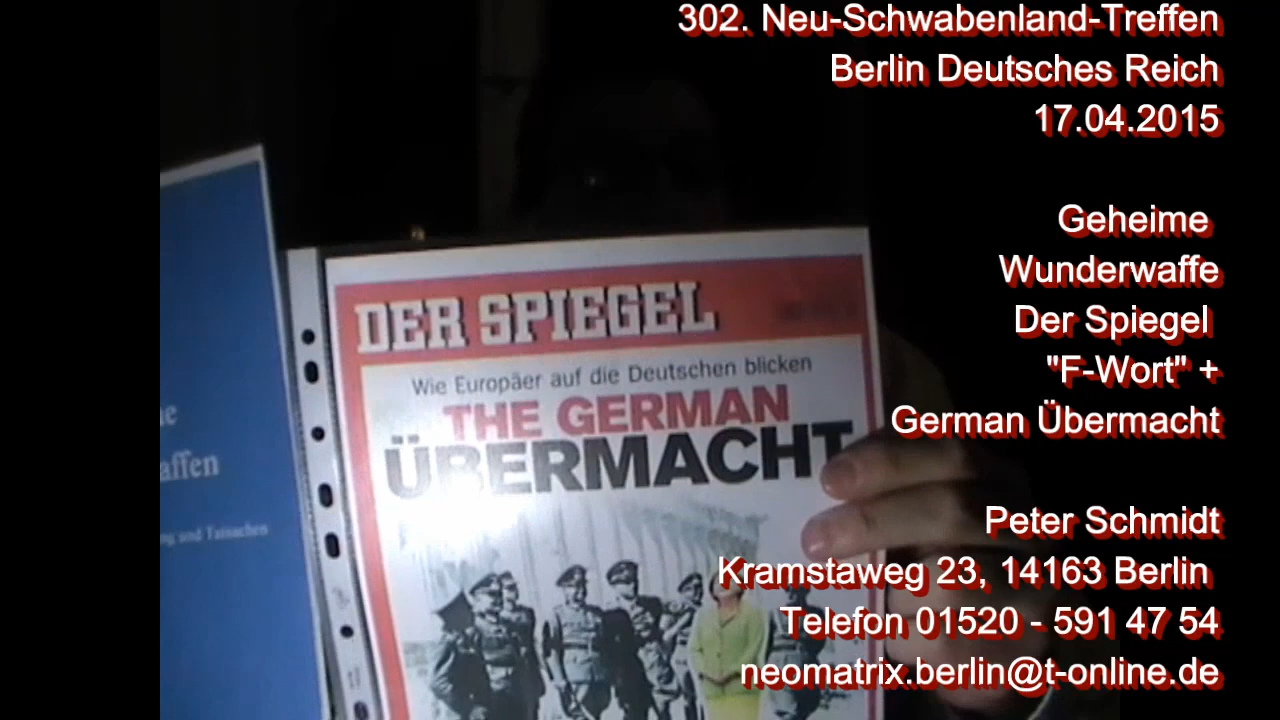 302. Neu-Schwabenland-Treffen
Berlin Deutsches Reich
17.04.2015
Geheime
Wunderwaffe
Der Spiegel
"F-Wort" +
German Übermacht
Peter Schmidt
Kramstaweg 23, 14163 Berlin
Telefon 01520 - 591 47 54
neomatrix.berlin@t-online.de
DER SPIEGEL
Wie Europäer auf die Deutschen blicken
THE GERMAN
ÜBERMACHT
affen
und Tatsachen